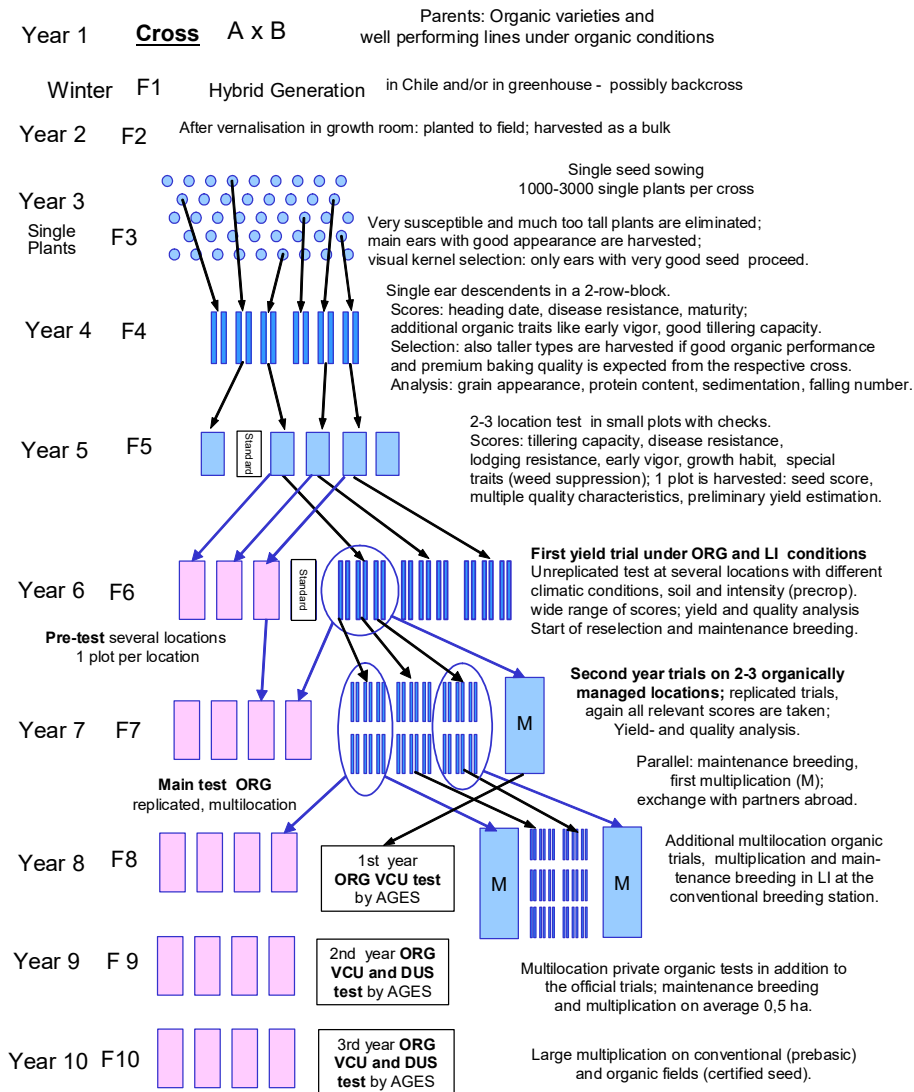 Year 1 Cross A x B Parents: Organic varieties and
well performing lines under organic conditions
Winter F1 Hybrid Generation in Chile and/or in greenhouse - possibly backcross
Year 2 F2 After vernalisation in growth room: planted to field; harvested as a bulk
Single seed sowing
1000-3000 single plants per cross
Year 3
Single
Plants
F3
Very susceptible and much too tall plants are eliminated;
main ears with good appearance are harvested;
visual kernel selection: only ears with very good seed proceed.
Year 4 F4
Single ear descendents in a 2-row-block.
Scores: heading date, disease resistance, maturity;
additional organic traits like early vigor, good tillering capacity.
Selection: also taller types are harvested if good organic performance
and premium baking quality is expected from the respective cross.
Analysis: grain appearance, protein content, sedimentation, falling number.
Year 5 F5
Standard
2-3 location test in small plots with checks.
Scores: tillering capacity, disease resistance,
lodging resistance, early vigor, growth habit, special
traits (weed suppression); 1 plot is harvested: seed score,
multiple quality characteristics, preliminary yield estimation.
Year 6 F6
Standard
First yield trial under ORG and LI conditions
Unreplicated test at several locations with different
climatic conditions, soil and intensity (precrop).
wide range of scores; yield and quality analysis
Start of reselection and maintenance breeding.
Pre-test several locations
1 plot per location
Year 7 F7
M
Second year trials on 2-3 organically
managed locations; replicated trials,
again all relevant scores are taken;
Yield- and quality analysis.
Parallel: maintenance breeding,
first multiplication (M);
exchange with partners abroad.
Main test ORG
replicated, multilocation
Year 8 F8
1st year
ORG VCU test
by AGES
M
M
Additional multilocation organic
trials, multiplication and main-
tenance breeding in LI at the
conventional breeding station.
Year 9 F 9
2nd year ORG
VCU and DUS
test by AGES
Multilocation private organic tests in addition to
the official trials; maintenance breeding
and multiplication on average 0,5 ha.
Year 10 F10
3rd year ORG
VCU and DUS
test by AGES
Large multiplication on conventional (prebasic)
and organic fields (certified seed).